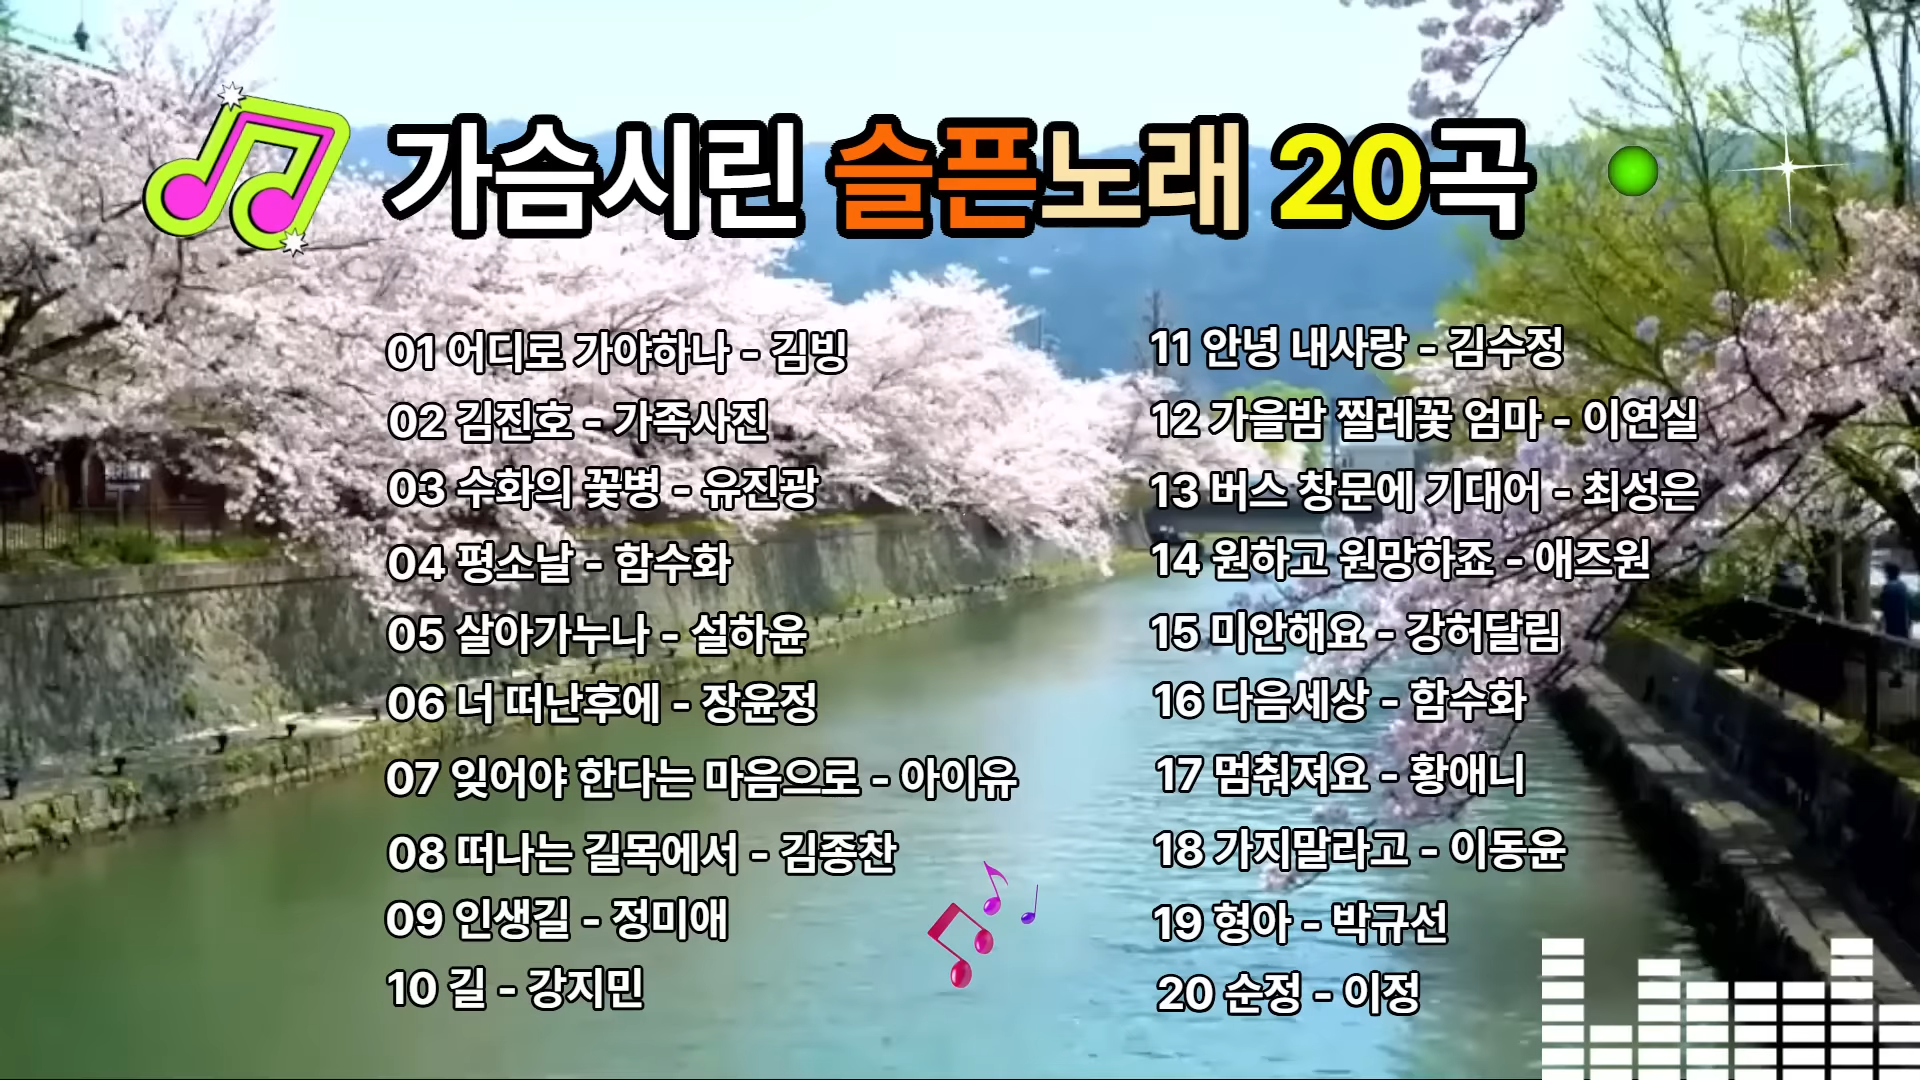 가슴시린 슬픈노래 20곡
01 어디로 가야하나 - 김빙
02 김진호 - 가족사진
03 수화의 꽃병 - 유진광
04 평소날 - 함수화
05 살아가누나 - 설하윤
06 너 떠난후에 - 장윤정
07 잊어야 한다는 마음으로 - 아이유
08 떠나는 길목에서 - 김종찬
09 인생길 - 정미애
10 길 - 강지민
11 안녕 내사랑 - 김수정
12 가을밤 찔레꽃 엄마 - 이연실
13 버스 창문에 기대어 - 최성은
14 원하고 원망하죠 - 애즈원
15 미안해요 - 강허달림
16 다음세상 - 함수화
17 멈춰져요 - 황애니
18 가지말라고 - 이동윤
19 형아 - 박규선
20 순정 - 이정